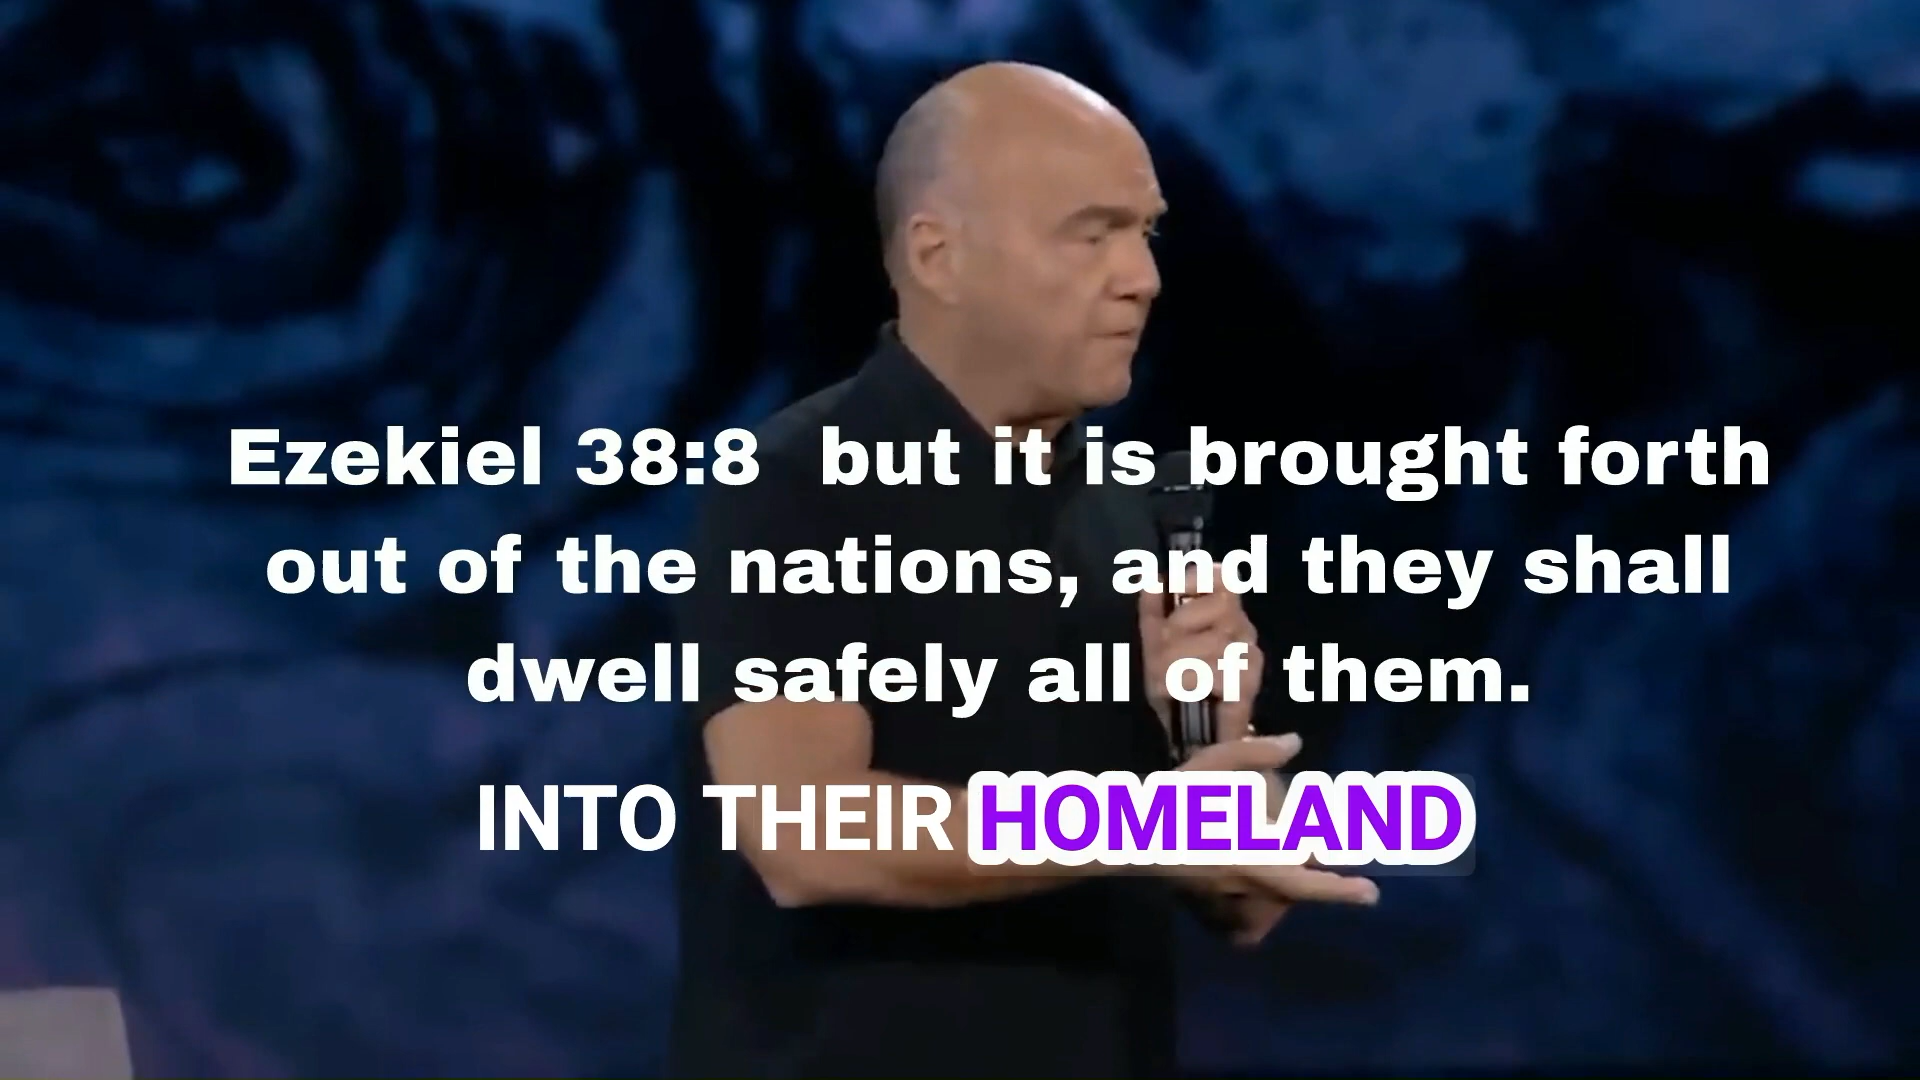 Ezekiel 38:8  but it is brought forth
out of the nations, and they shall
dwell safely all of them.
INTO THEIR HOMELAND